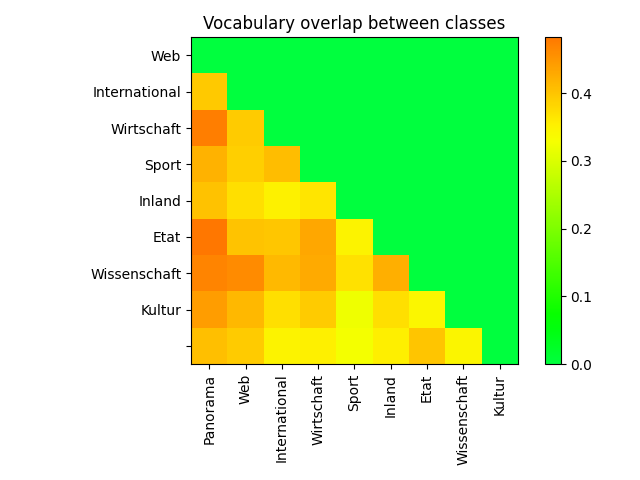 Vocabulary overlap between classes
Web
International
Wirtschaft
Sport
Inland
Etat
Wissenschaft
Kultur
Panorama
Web
International
Wirtschaft
Sport
Inland
Etat
Wissenschaft
Kultur
0.4
0.3
0.2
0.1
0.0